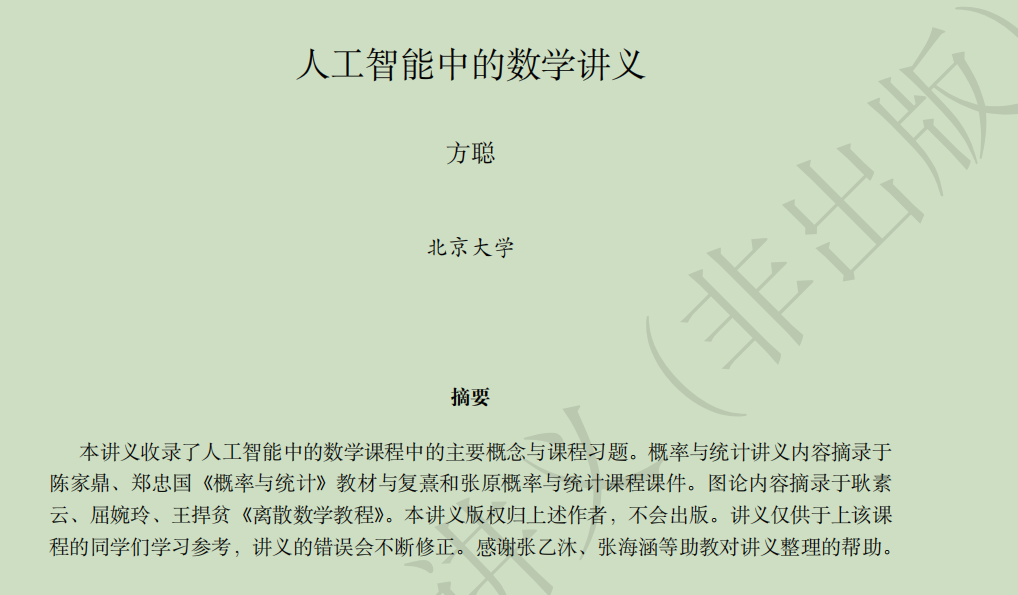 人工智能中的数学讲义
方聪
北京大学
摘要
本讲义收录了人工智能中的数学课程中的主要概念与课程习题。概率与统计讲义内容摘录于
陈家鼎、郑忠国《概率与统计》教材与复熹和张原概率与统计课程课件。图论内容摘录于耿素
云、屈婉玲、王捍贫《离散数学教程》。本讲义版权归上述作者，不会出版。讲义仅供于上该课
程的同学们学习参考，讲义的错误会不断修正。感谢张乙沐、张海涵等助教对讲义整理的帮助。
讲义（非出版）